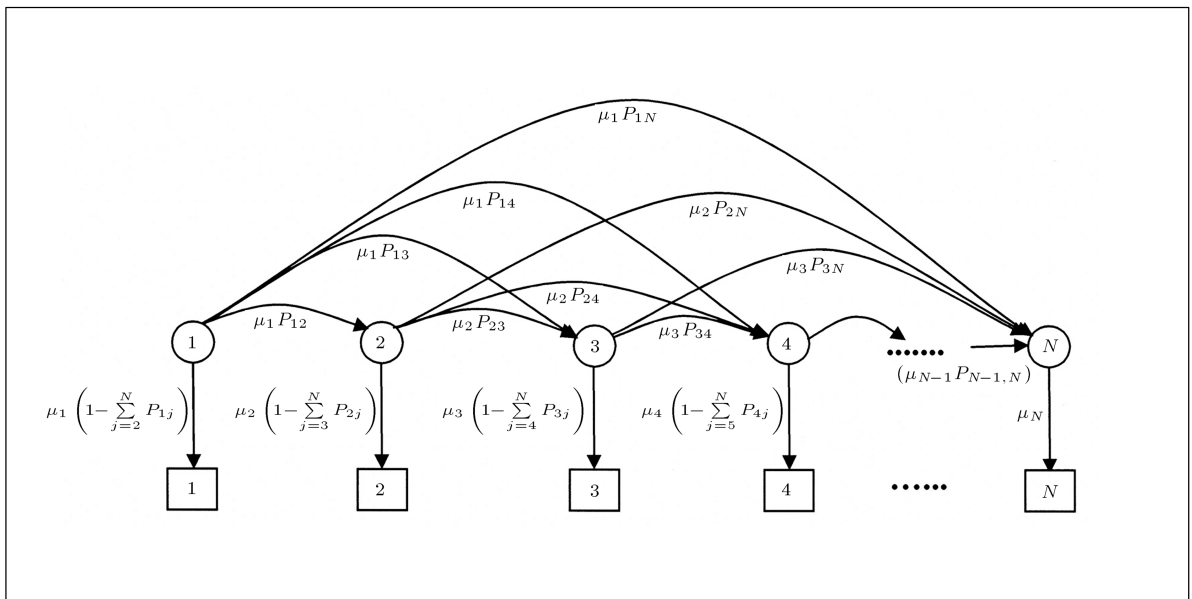 μ₁P₁N
μ₁P₁₄
μ₂P₂N
μ₁P₁₃
μ₃P₃N
μ₂P₂₄
μ₁P₁₂
μ₂P₂₃
μ₃P₃₄
1
2
3
4
.......
N
(μN−1PN−1,N)
μ₁ (1− ∑_{j=2}^{N} P₁j)
μ₂ (1− ∑_{j=3}^{N} P₂j)
μ₃ (1− ∑_{j=4}^{N} P₃j)
μ₄ (1− ∑_{j=5}^{N} P₄j)
μN
1
2
3
4
......
N